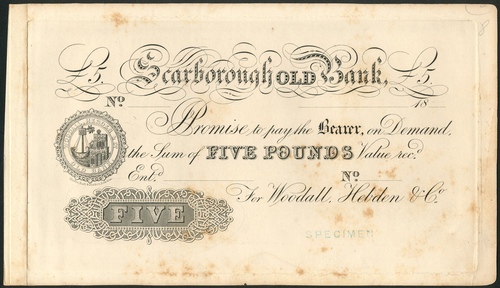 £5, Scarborough OLD Bank, £5,
No 18
I Promise to pay the Bearer, on Demand,
the Sum of FIVE POUNDS Value recd.
Entd. No
For Woodall, Hebden & Co.
FIVE
SPECIMEN
8